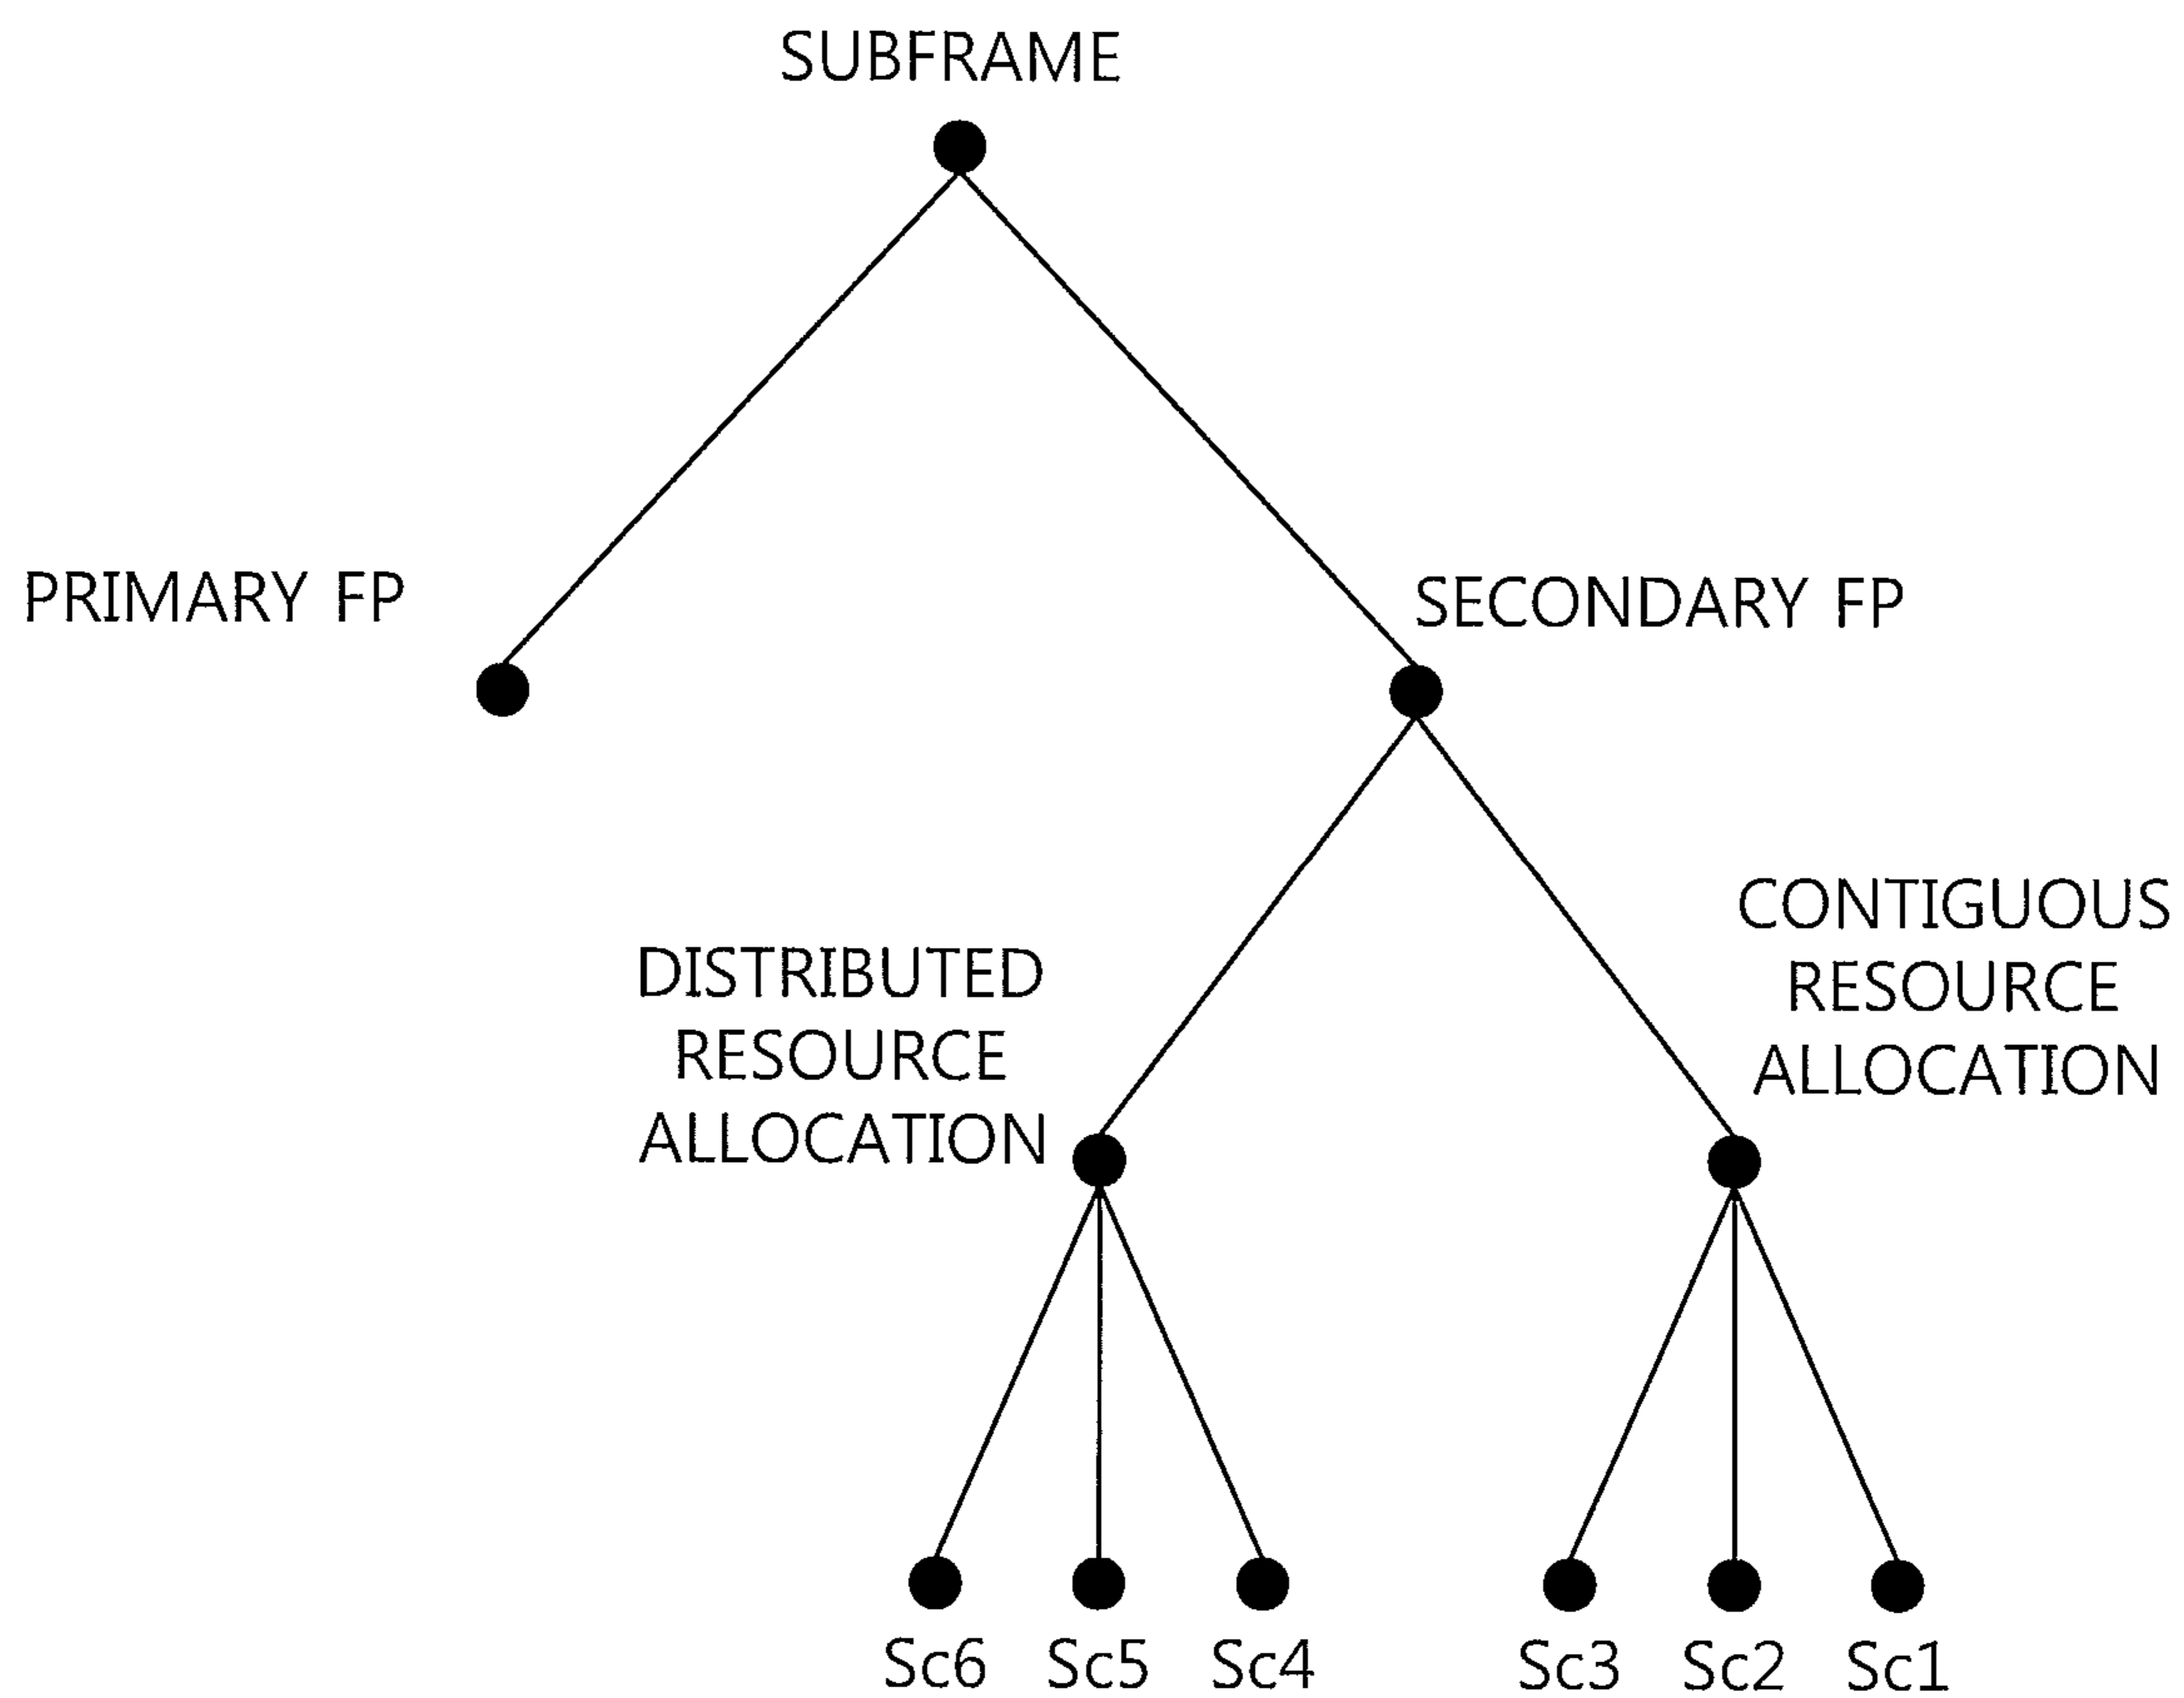 SUBFRAME
PRIMARY FP
SECONDARY FP
DISTRIBUTED
RESOURCE
ALLOCATION
CONTIGUOUS
RESOURCE
ALLOCATION
Sc6 Sc5 Sc4 Sc3 Sc2 Sc1